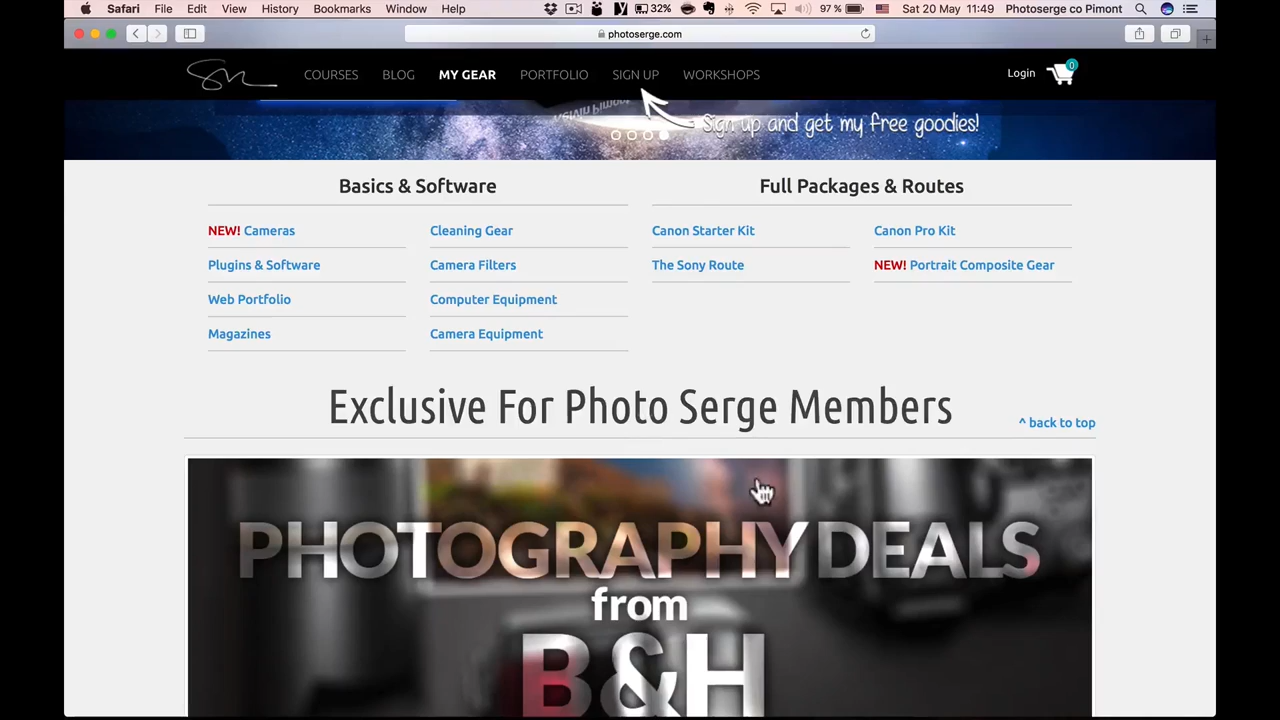 Safari File Edit View History Bookmarks Window Help 32% 97% Sat 20 May 11:49 Photoserge co Pimont
photoserge.com
COURSES BLOG MY GEAR PORTFOLIO SIGN UP WORKSHOPS Login 0
Sign up and get my free goodies!
Basics & Software
Full Packages & Routes
NEW! Cameras Cleaning Gear Canon Starter Kit Canon Pro Kit
Plugins & Software Camera Filters The Sony Route NEW! Portrait Composite Gear
Web Portfolio Computer Equipment
Magazines Camera Equipment
Exclusive For Photo Serge Members
^ back to top
PHOTOGRAPHY DEALS
from
B&H